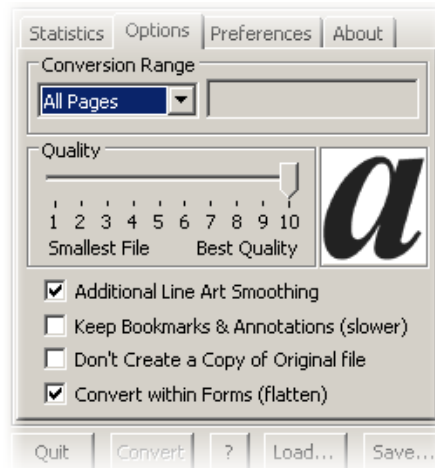 Statistics Options Preferences About
Conversion Range
All Pages
Quality
1 2 3 4 5 6 7 8 9 10
Smallest File Best Quality
a
Additional Line Art Smoothing
Keep Bookmarks & Annotations (slower)
Don't Create a Copy of Original file
Convert within Forms (flatten)
Quit Convert ? Load... Save...